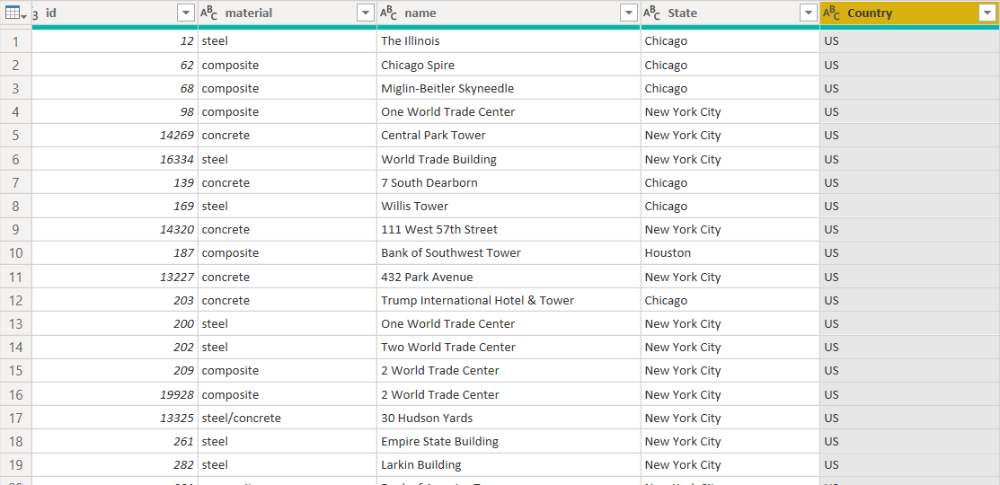 id ABC material ABC name ABC State ABC Country
1 12 steel The Illinois Chicago US
2 62 composite Chicago Spire Chicago US
3 68 composite Miglin-Beitler Skyneedle Chicago US
4 98 composite One World Trade Center New York City US
5 14269 concrete Central Park Tower New York City US
6 16334 steel World Trade Building New York City US
7 139 concrete 7 South Dearborn Chicago US
8 169 steel Willis Tower Chicago US
9 14320 concrete 111 West 57th Street New York City US
10 187 composite Bank of Southwest Tower Houston US
11 13227 concrete 432 Park Avenue New York City US
12 203 concrete Trump International Hotel & Tower Chicago US
13 200 steel One World Trade Center New York City US
14 202 steel Two World Trade Center New York City US
15 209 composite 2 World Trade Center New York City US
16 19928 composite 2 World Trade Center New York City US
17 13325 steel/concrete 30 Hudson Yards New York City US
18 261 steel Empire State Building New York City US
19 282 steel Larkin Building New York City US